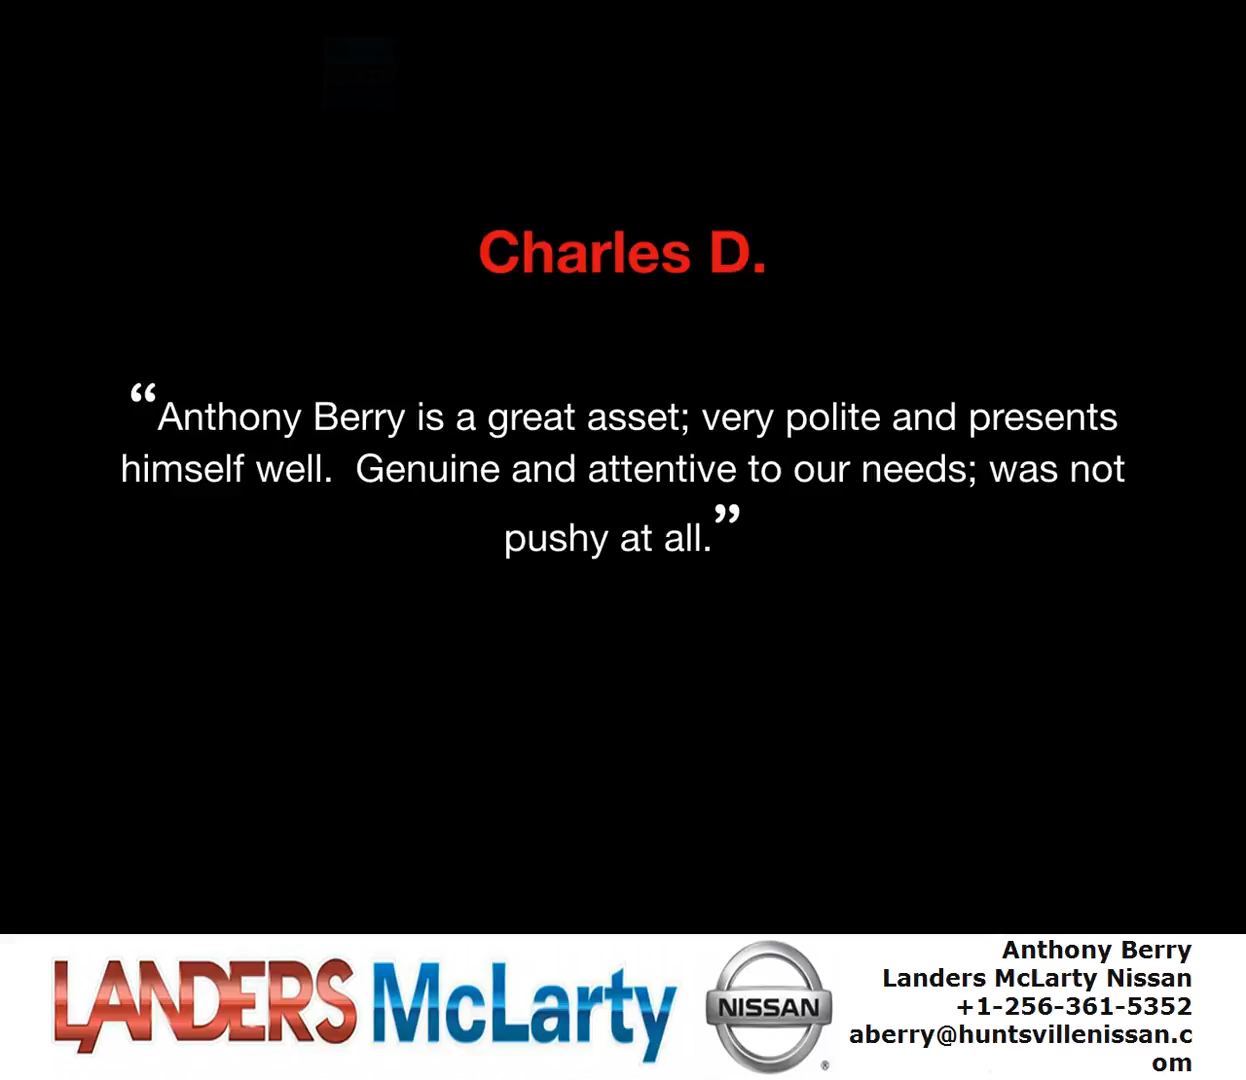 Charles D.
“Anthony Berry is a great asset; very polite and presents
himself well.  Genuine and attentive to our needs; was not
pushy at all.”
LANDERS McLarty
NISSAN
®
Anthony Berry
Landers McLarty Nissan
+1-256-361-5352
aberry@huntsvillenissan.c
om